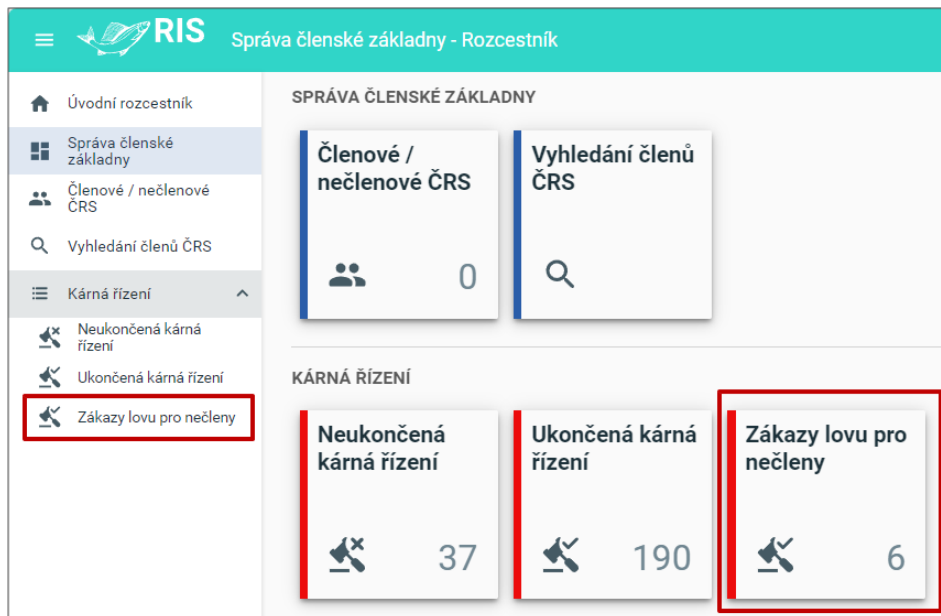 RIS
Správa členské základny - Rozcestník
Úvodní rozcestník
Správa členské
základny
Členové / nečlenové
ČRS
Vyhledání členů ČRS
Kárná řízení
Neukončená kárná
řízení
Ukončená kárná řízení
Zákazy lovu pro nečleny
SPRÁVA ČLENSKÉ ZÁKLADNY
Členové /
nečlenové ČRS
0
Vyhledání členů
ČRS
KÁRNÁ ŘÍZENÍ
Neukončená
kárná řízení
37
Ukončená kárná
řízení
190
Zákazy lovu pro
nečleny
6